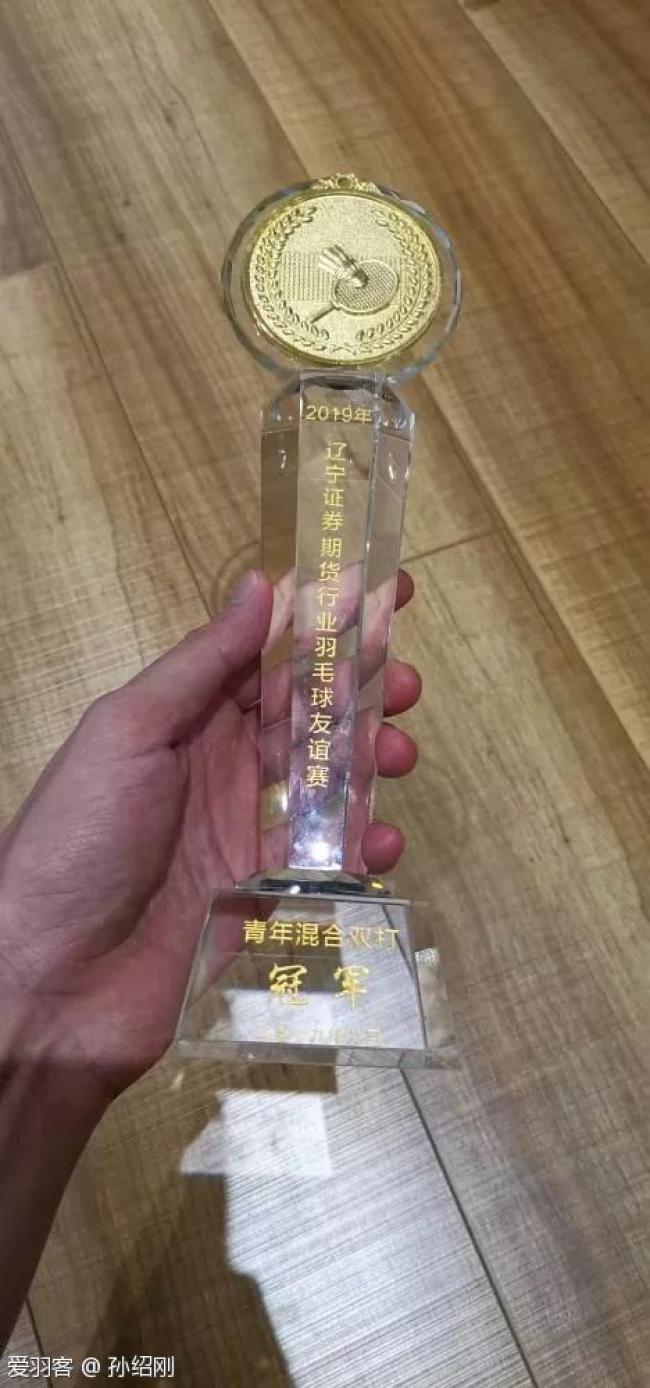 2019年
辽宁证券期货行业羽毛球友谊赛
青年混合双打
冠军
爱羽客 @ 孙绍刚